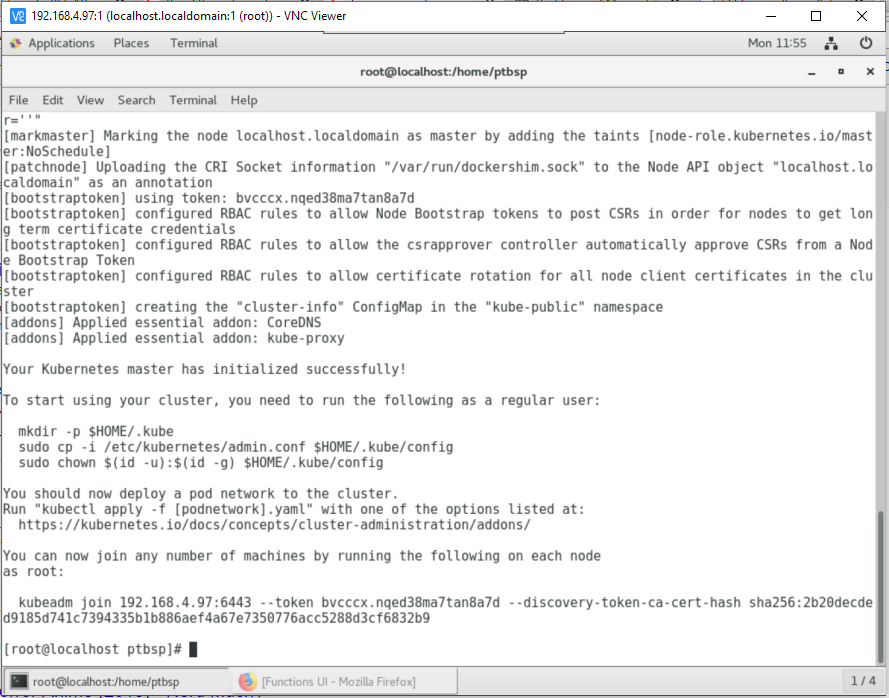 192.168.4.97:1 (localhost.localdomain:1 (root)) - VNC Viewer
Applications Places Terminal Mon 11:55
root@localhost:/home/ptbsp
File Edit View Search Terminal Help
r=''"
[markmaster] Marking the node localhost.localdomain as master by adding the taints [node-role.kubernetes.io/mast
er:NoSchedule]
[patchnode] Uploading the CRI Socket information "/var/run/dockershim.sock" to the Node API object "localhost.lo
caldomain" as an annotation
[bootstraptoken] using token: bvcccx.nqed38ma7tan8a7d
[bootstraptoken] configured RBAC rules to allow Node Bootstrap tokens to post CSRs in order for nodes to get lon
g term certificate credentials
[bootstraptoken] configured RBAC rules to allow the csrapprover controller automatically approve CSRs from a Nod
e Bootstrap Token
[bootstraptoken] configured RBAC rules to allow certificate rotation for all node client certificates in the clu
ster
[bootstraptoken] creating the "cluster-info" ConfigMap in the "kube-public" namespace
[addons] Applied essential addon: CoreDNS
[addons] Applied essential addon: kube-proxy
Your Kubernetes master has initialized successfully!
To start using your cluster, you need to run the following as a regular user:
mkdir -p $HOME/.kube
sudo cp -i /etc/kubernetes/admin.conf $HOME/.kube/config
sudo chown $(id -u):$(id -g) $HOME/.kube/config
You should now deploy a pod network to the cluster.
Run "kubectl apply -f [podnetwork].yaml" with one of the options listed at:
https://kubernetes.io/docs/concepts/cluster-administration/addons/
You can now join any number of machines by running the following on each node
as root:
kubeadm join 192.168.4.97:6443 --token bvcccx.nqed38ma7tan8a7d --discovery-token-ca-cert-hash sha256:2b20decde
d9185d741c7394335b1b886aef4a67e7350776acc5288d3cf6832b9
[root@localhost ptbsp]#
root@localhost:/home/ptbsp [Functions UI - Mozilla Firefox] 1 / 4